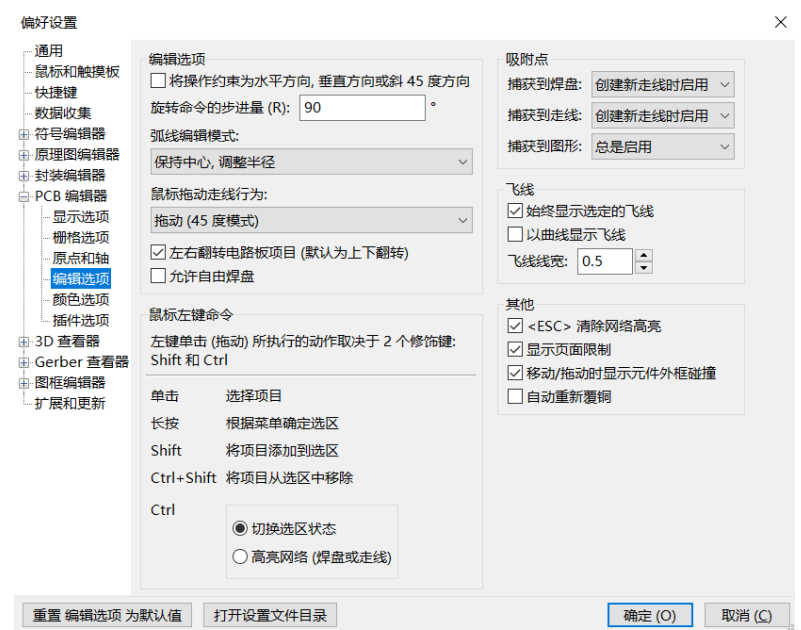 偏好设置
通用
鼠标和触摸板
快捷键
数据收集
符号编辑器
原理图编辑器
封装编辑器
PCB 编辑器
显示选项
栅格选项
原点和轴
编辑选项
颜色选项
插件选项
3D 查看器
Gerber 查看器
图框编辑器
扩展和更新
编辑选项
将操作约束为水平方向, 垂直方向或斜 45 度方向
旋转命令的步进量 (R): 90 °
弧线编辑模式:
保持中心, 调整半径
鼠标拖动走线行为:
拖动 (45 度模式)
左右翻转电路板项目 (默认为上下翻转)
允许自由焊盘
鼠标左键命令
左键单击 (拖动) 所执行的动作取决于 2 个修饰键:
Shift 和 Ctrl
单击 选择项目
长按 根据菜单确定选区
Shift 将项目添加到选区
Ctrl+Shift 将项目从选区中移除
Ctrl
切换选区状态
高亮网络 (焊盘或走线)
吸附点
捕获到焊盘: 创建新走线时启用
捕获到走线: 创建新走线时启用
捕获到图形: 总是启用
飞线
始终显示选定的飞线
以曲线显示飞线
飞线线宽: 0.5
其他
<ESC> 清除网络高亮
显示页面限制
移动/拖动时显示元件外框碰撞
自动重新覆铜
重置 编辑选项 为默认值
打开设置文件目录
确定 (O)
取消 (C)